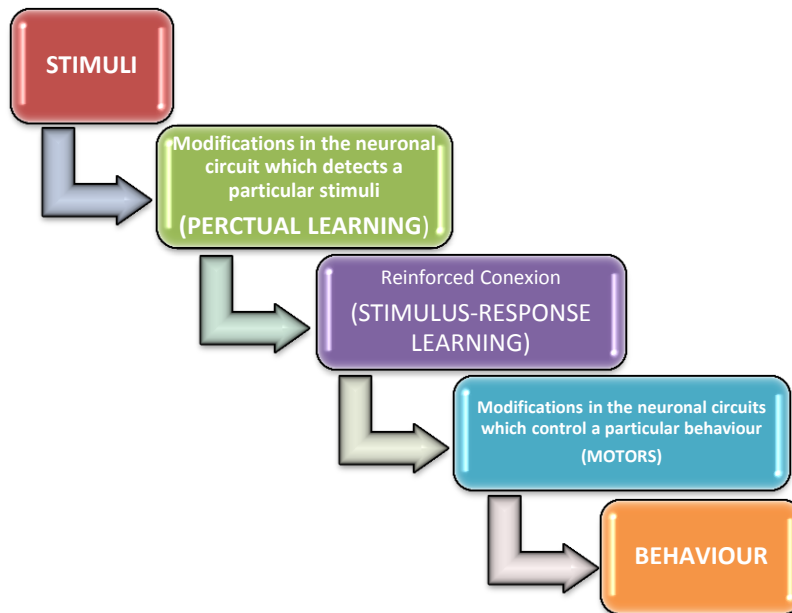 STIMULI
Modifications in the neuronal
circuit which detects a
particular stimuli
(PERCTUAL LEARNING)
Reinforced Conexion
(STIMULUS-RESPONSE
LEARNING)
Modifications in the neuronal circuits
which control a particular behaviour
(MOTORS)
BEHAVIOUR